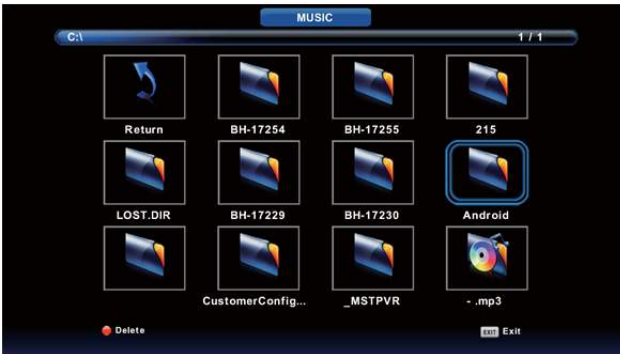 MUSIC
C:\ 1 / 1
Return BH-17254 BH-17255 215
LOST.DIR BH-17229 BH-17230 Android
CustomerConfig... _MSTPVR - .mp3
Delete EXIT Exit